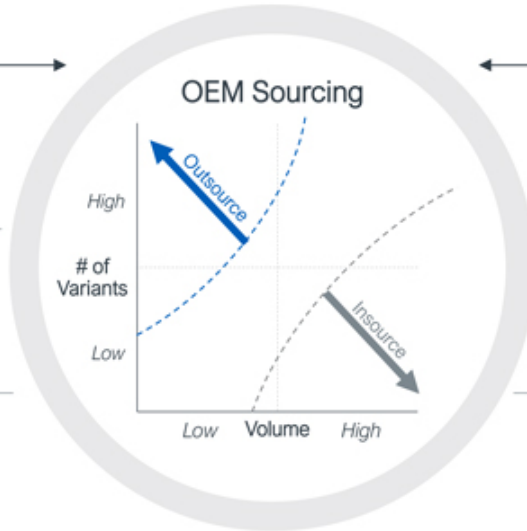 OEM Sourcing
Outsource
High
# of
Variants
Insource
Low
Low Volume High